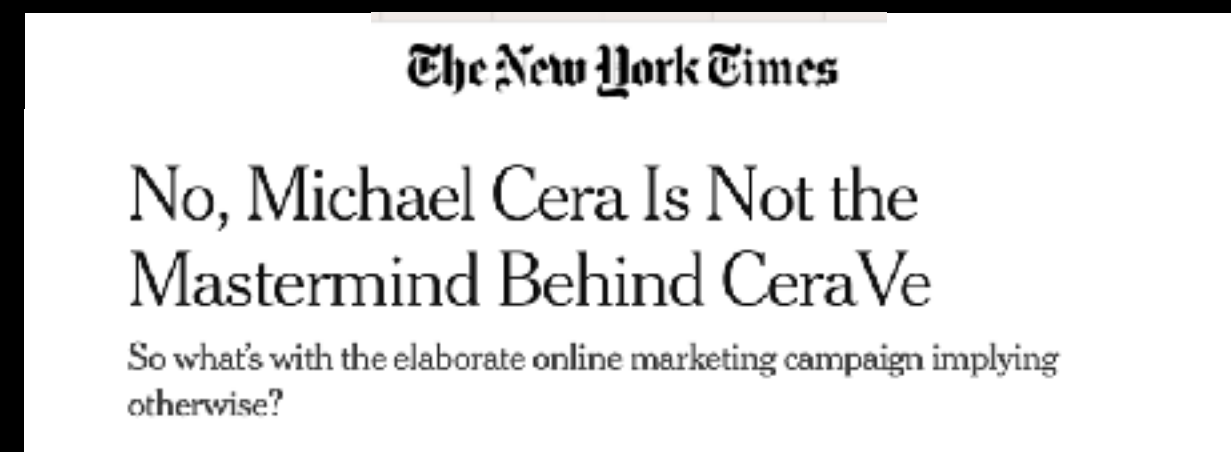 The New York Times
No, Michael Cera Is Not the
Mastermind Behind CeraVe
So what's with the elaborate online marketing campaign implying
otherwise?